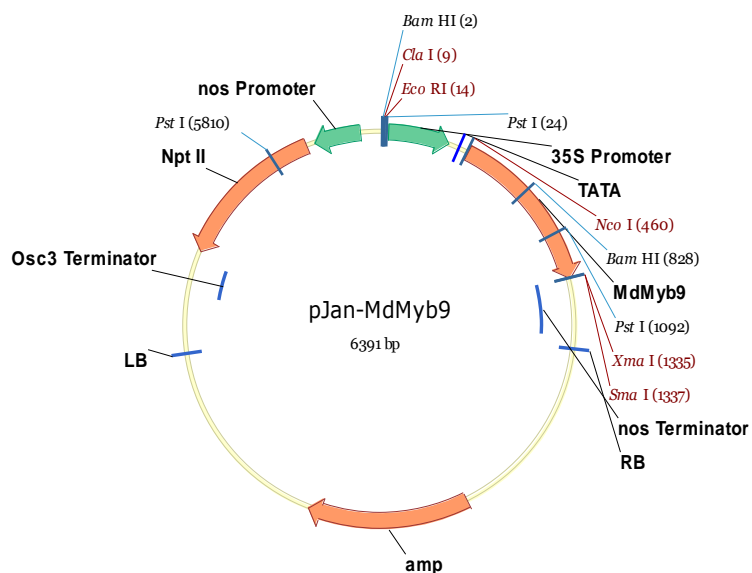 Bam HI (2)
Cla I (9)
Eco RI (14)
nos Promoter
Pst I (24)
Pst I (5810)
Npt II
35S Promoter
TATA
Nco I (460)
Osc3 Terminator
Bam HI (828)
MdMyb9
pJan-MdMyb9
Pst I (1092)
6391 bp
LB
Xma I (1335)
Sma I (1337)
nos Terminator
RB
amp